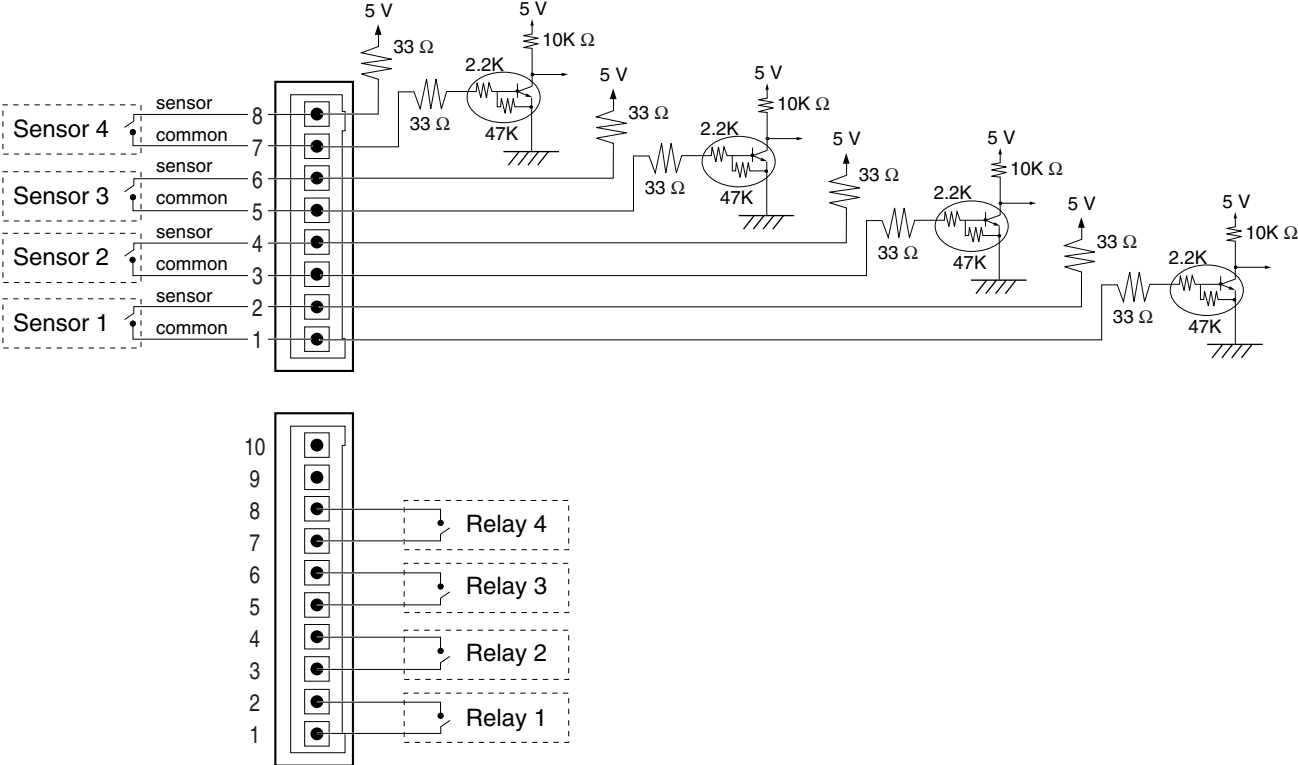 5 V
5 V
33 Ω
10K Ω
2.2K
33 Ω
47K
5 V
5 V
33 Ω
10K Ω
2.2K
33 Ω
47K
5 V
5 V
33 Ω
10K Ω
2.2K
33 Ω
47K
5 V
5 V
33 Ω
10K Ω
2.2K
33 Ω
47K
Sensor 4
sensor
8
common
7
Sensor 3
sensor
6
common
5
Sensor 2
sensor
4
common
3
Sensor 1
sensor
2
common
1
10
9
8
7
Relay 4
6
5
Relay 3
4
3
Relay 2
2
1
Relay 1